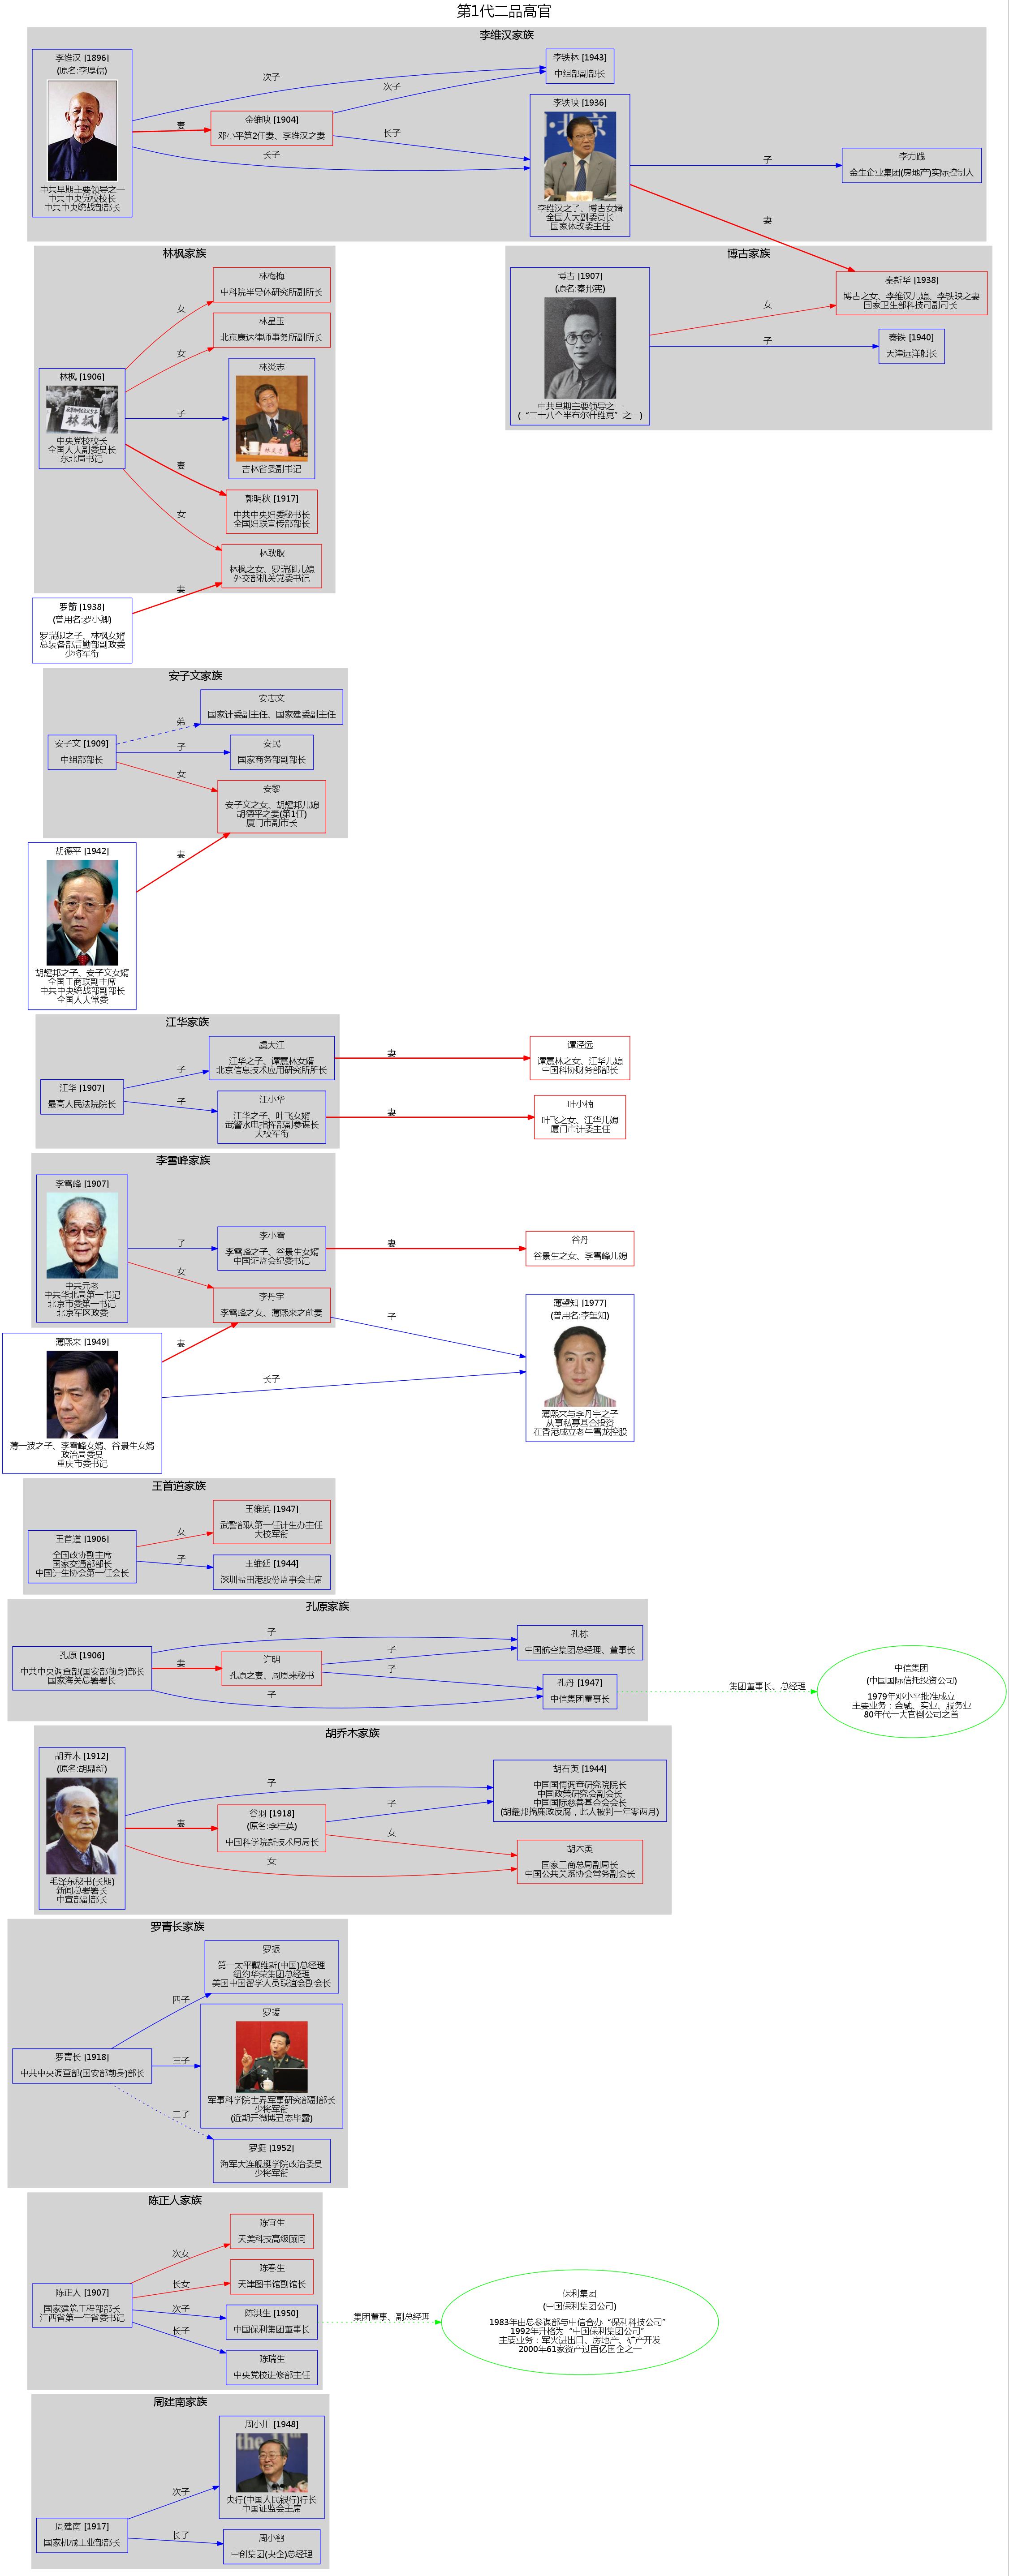 第1代二品高官
李维汉家族
李维汉 [1896]
(原名:李厚儒)
中共早期主要领导之一
中共中央党校校长
中共中央统战部部长
次子
妻
长子
金维映 [1904]
邓小平第2任妻、李维汉之妻
次子
长子
李铁林 [1943]
中组部副部长
李铁映 [1936]
李维汉之子、博古女婿
全国人大副委员长
国家体改委主任
子
妻
李力践
金生企业集团(房地产)实际控制人
博古家族
博古 [1907]
(原名:秦邦宪)
中共早期主要领导之一
(“二十八个半布尔什维克”之一)
女
子
秦新华 [1938]
博古之女、李维汉儿媳、李铁映之妻
国家卫生部科技司副司长
秦铁 [1940]
天津远洋船长
林枫家族
林枫 [1906]
林枫
中央党校校长
全国人大副委员长
东北局书记
女
女
子
妻
女
林梅梅
中科院半导体研究所副所长
林星玉
北京康达律师事务所副所长
林炎志
吉林省委副书记
郭明秋 [1917]
中共中央妇委秘书长
全国妇联宣传部部长
林耿耿
林枫之女、罗瑞卿儿媳
外交部机关党委书记
妻
罗箭 [1938]
(曾用名:罗小卿)
罗瑞卿之子、林枫女婿
总装备部后勤部副政委
少将军衔
安子文家族
安子文 [1909]
中组部部长
弟
子
女
安志文
国家计委副主任、国家建委副主任
安民
国家商务部副部长
安黎
安子文之女、胡耀邦儿媳
胡德平之妻(第1任)
厦门市副市长
妻
胡德平 [1942]
胡耀邦之子、安子文女婿
全国工商联副主席
中共中央统战部副部长
全国人大常委
江华家族
江华 [1907]
最高人民法院院长
子
子
虞大江
江华之子、谭震林女婿
北京信息技术应用研究所所长
江小华
江华之子、叶飞女婿
武警水电指挥部副参谋长
大校军衔
妻
妻
谭泾远
谭震林之女、江华儿媳
中国科协财务部部长
叶小楠
叶飞之女、江华儿媳
厦门市计委主任
李雪峰家族
李雪峰 [1907]
中共元老
中共华北局第一书记
北京市委第一书记
北京军区政委
子
女
李小雪
李雪峰之子、谷景生女婿
中国证监会纪委书记
李丹宇
李雪峰之女、薄熙来之前妻
妻
谷丹
谷景生之女、李雪峰儿媳
薄熙来 [1949]
薄一波之子、李雪峰女婿、谷景生女婿
政治局委员
重庆市委书记
妻
长子
子
薄望知 [1977]
(曾用名:李望知)
薄熙来与李丹宇之子
从事私募基金投资
在香港成立老牛雪龙控股
王首道家族
王首道 [1906]
全国政协副主席
国家交通部部长
中国计生协会第一任会长
女
子
王维滨 [1947]
武警部队第一任计生办主任
大校军衔
王维延 [1944]
深圳盐田港股份监事会主席
孔原家族
孔原 [1906]
中共中央调查部(国安部前身)部长
国家海关总署署长
子
妻
子
许明
孔原之妻、周恩来秘书
子
子
孔栋
中国航空集团总经理、董事长
孔丹 [1947]
中信集团董事长
集团董事长、总经理
中信集团
(中国国际信托投资公司)
1979年邓小平批准成立
主要业务：金融、实业、服务业
80年代十大官倒公司之首
胡乔木家族
胡乔木 [1912]
(原名:胡鼎新)
毛泽东秘书(长期)
新闻总署署长
中宣部副部长
子
妻
女
谷羽 [1918]
(原名:李桂英)
中国科学院新技术局局长
子
女
胡石英 [1944]
中国国情调查研究院院长
中国政策研究会副会长
中国国际慈善基金会会长
(胡耀邦搞廉政反腐，此人被判一年零两月)
胡木英
国家工商总局副局长
中国公共关系协会常务副会长
罗青长家族
罗青长 [1918]
中共中央调查部(国安部前身)部长
四子
三子
二子
罗振
第一太平戴维斯(中国)总经理
纽约华荣集团总经理
美国中国留学人员联谊会副会长
罗援
军事科学院世界军事研究部副部长
少将军衔
(近期开微博丑态毕露)
罗挺 [1952]
海军大连舰艇学院政治委员
少将军衔
陈正人家族
陈正人 [1907]
国家建筑工程部部长
江西省第一任省委书记
次女
长女
次子
长子
陈宜生
天美科技高级顾问
陈春生
天津图书馆副馆长
陈洪生 [1950]
中国保利集团董事长
陈瑞生
中央党校进修部主任
集团董事、副总经理
保利集团
(中国保利集团公司)
1983年由总参谋部与中信合办“保利科技公司”
1992年升格为“中国保利集团公司”
主要业务：军火进出口、房地产、矿产开发
2000年61家资产过百亿国企之一
周建南家族
周建南 [1917]
国家机械工业部部长
次子
长子
周小川 [1948]
央行(中国人民银行)行长
中国证监会主席
周小鹤
中创集团(央企)总经理